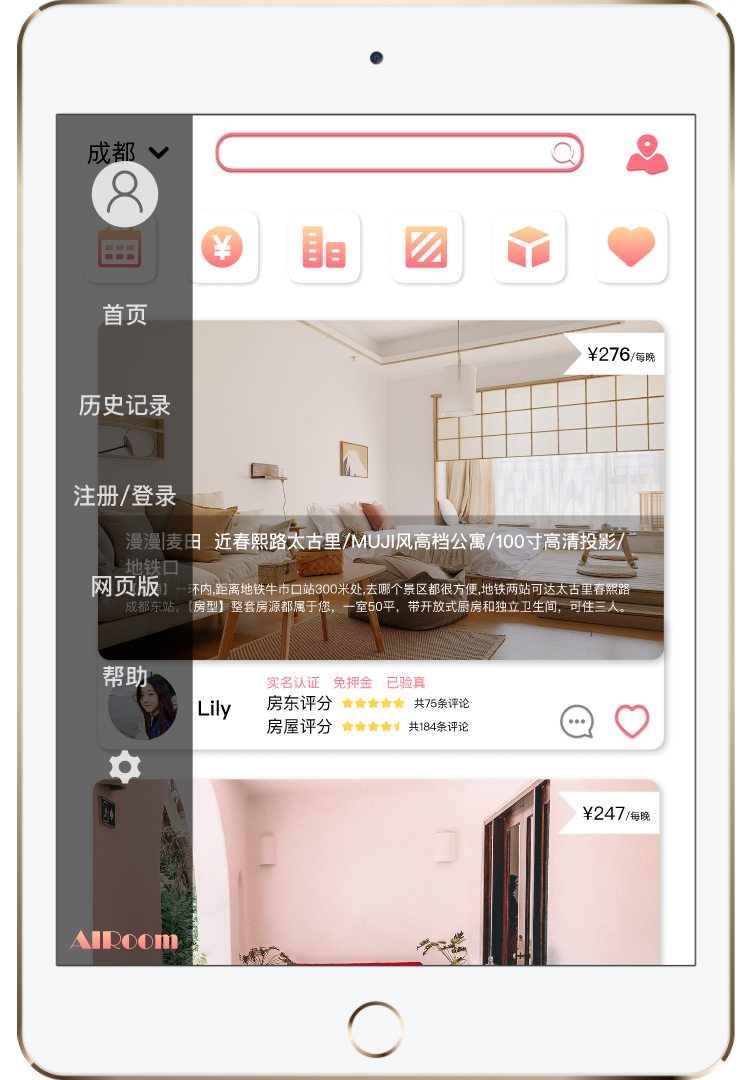 成都
首页
历史记录
注册/登录
网页版
帮助
AIRoom
¥276/每晚
漫漫|麦田 近春熙路太古里/MUJI风高档公寓/100寸高清投影/
地铁口
一环内,距离地铁牛市口站300米处,去哪个景区都很方便,地铁两站可达太古里春熙路
成都东站。【房型】整套房源都属于您，一室50平，带开放式厨房和独立卫生间，可住三人。
Lily
实名认证 免押金 已验真
房东评分 共75条评论
房屋评分 共184条评论
¥247/每晚